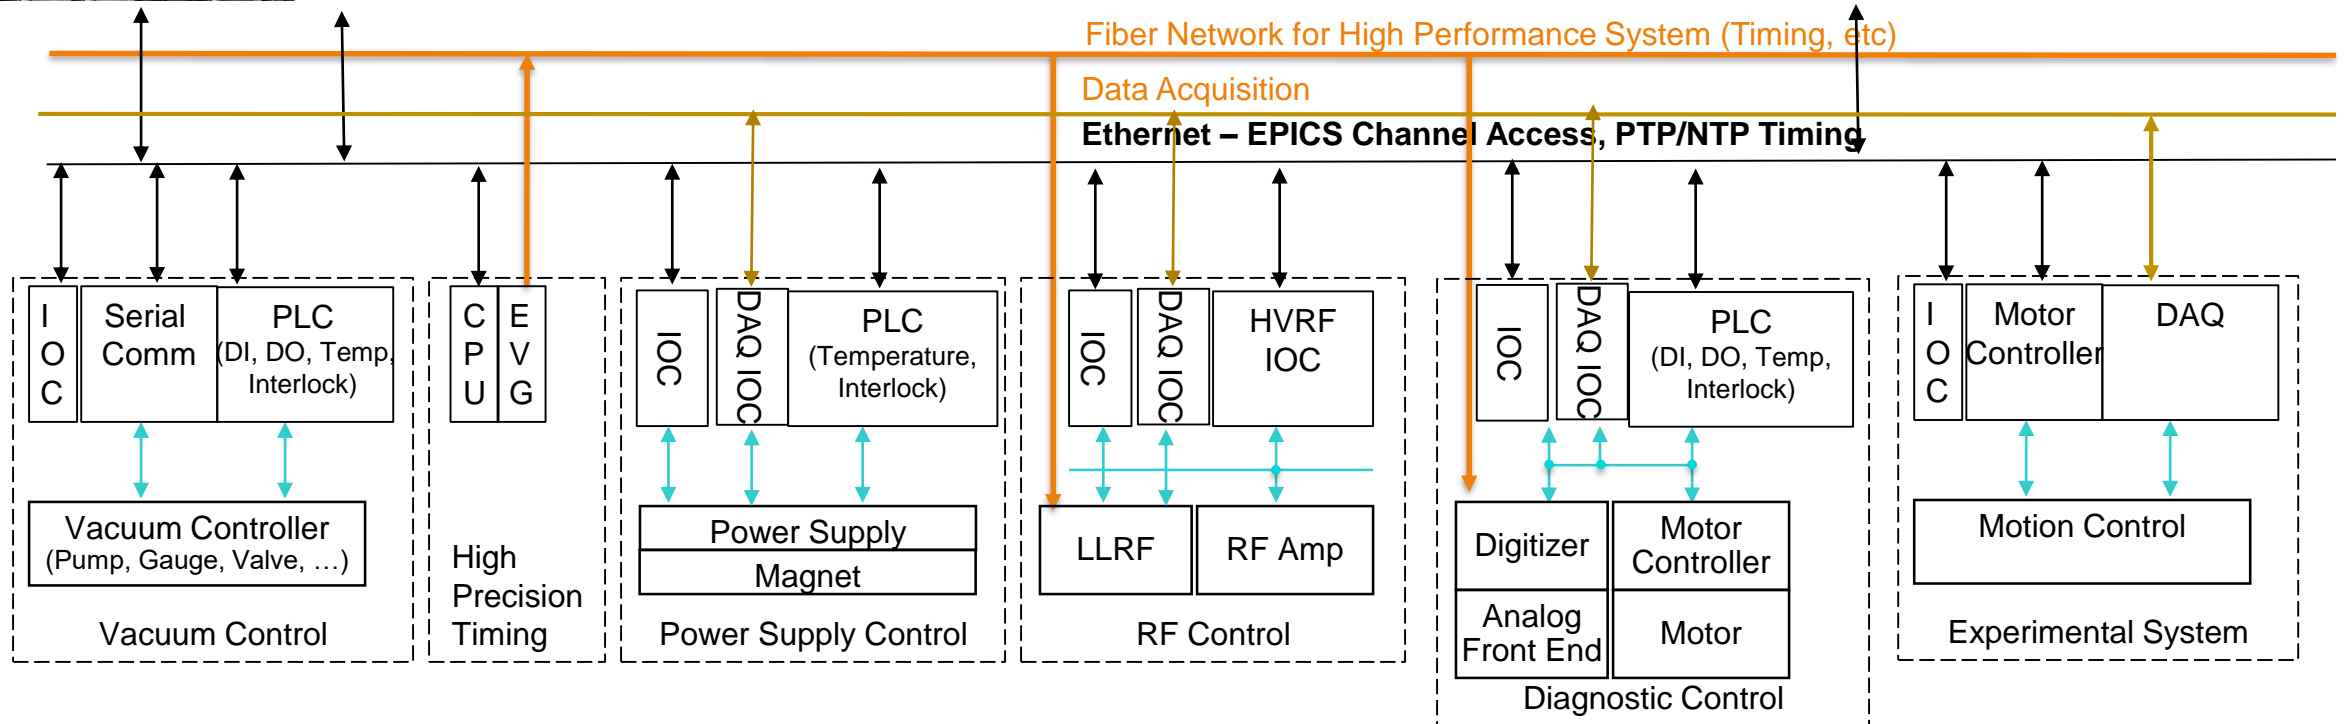 Fiber Network for High Performance System (Timing, etc)
Data Acquisition
Ethernet – EPICS Channel Access, PTP/NTP Timing
I
O
C
Serial
Comm
PLC
(DI, DO, Temp,
Interlock)
Vacuum Controller
(Pump, Gauge, Valve, …)
Vacuum Control
C
P
U
E
V
G
High
Precision
Timing
IOC
DAQ IOC
PLC
(Temperature,
Interlock)
Power Supply
Magnet
Power Supply Control
IOC
DAQ IOC
HVRF
IOC
LLRF
RF Amp
RF Control
IOC
DAQ IOC
PLC
(DI, DO, Temp,
Interlock)
Digitizer
Motor
Controller
Analog
Front End
Motor
Diagnostic Control
I
O
C
Motor
Controller
DAQ
Motion Control
Experimental System